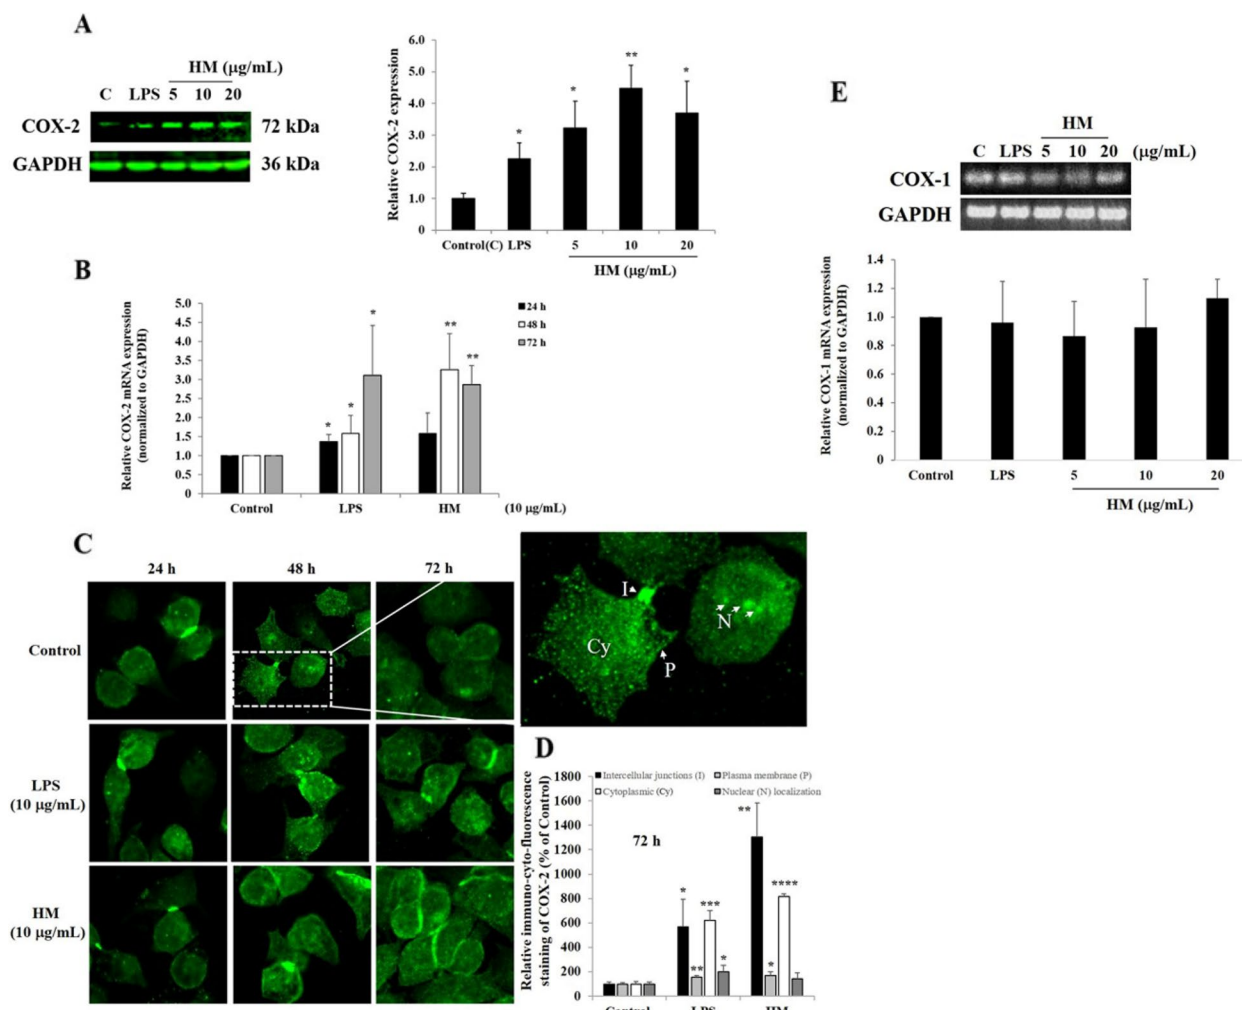 A
HM (μg/mL)
C LPS 5 10 20
COX-2 72 kDa
GAPDH 36 kDa
Relative COX-2 expression
6.0
5.0
4.0
3.0
2.0
1.0
0
*
*
**
*
Control(C) LPS 5 10 20
HM (μg/mL)
B
Relative COX-2 mRNA expression
(normalized to GAPDH)
5.0
4.5
4.0
3.5
3.0
2.5
2.0
1.5
1.0
0.5
0
24 h
48 h
72 h
*
*
*
**
**
Control LPS HM (10 μg/mL)
C
24 h 48 h 72 h
Control
LPS
(10 μg/mL)
HM
(10 μg/mL)
I
N
Cy
P
D
Relative immuno-cyto-fluorescence
staining of COX-2 (% of Control)
1800
1600
1400
1200
1000
800
600
400
200
0
Intercellular junctions (I) Plasma membrane (P)
Cytoplasmic (Cy) Nuclear (N) localization
72 h
*
**
***
*
**
*
****
Control LPS HM
E
HM
C LPS 5 10 20 (μg/mL)
COX-1
GAPDH
Relative COX-1 mRNA expression
(normalized to GAPDH)
1.4
1.2
1.0
0.8
0.6
0.4
0.2
0
Control LPS 5 10 20
HM (μg/mL)